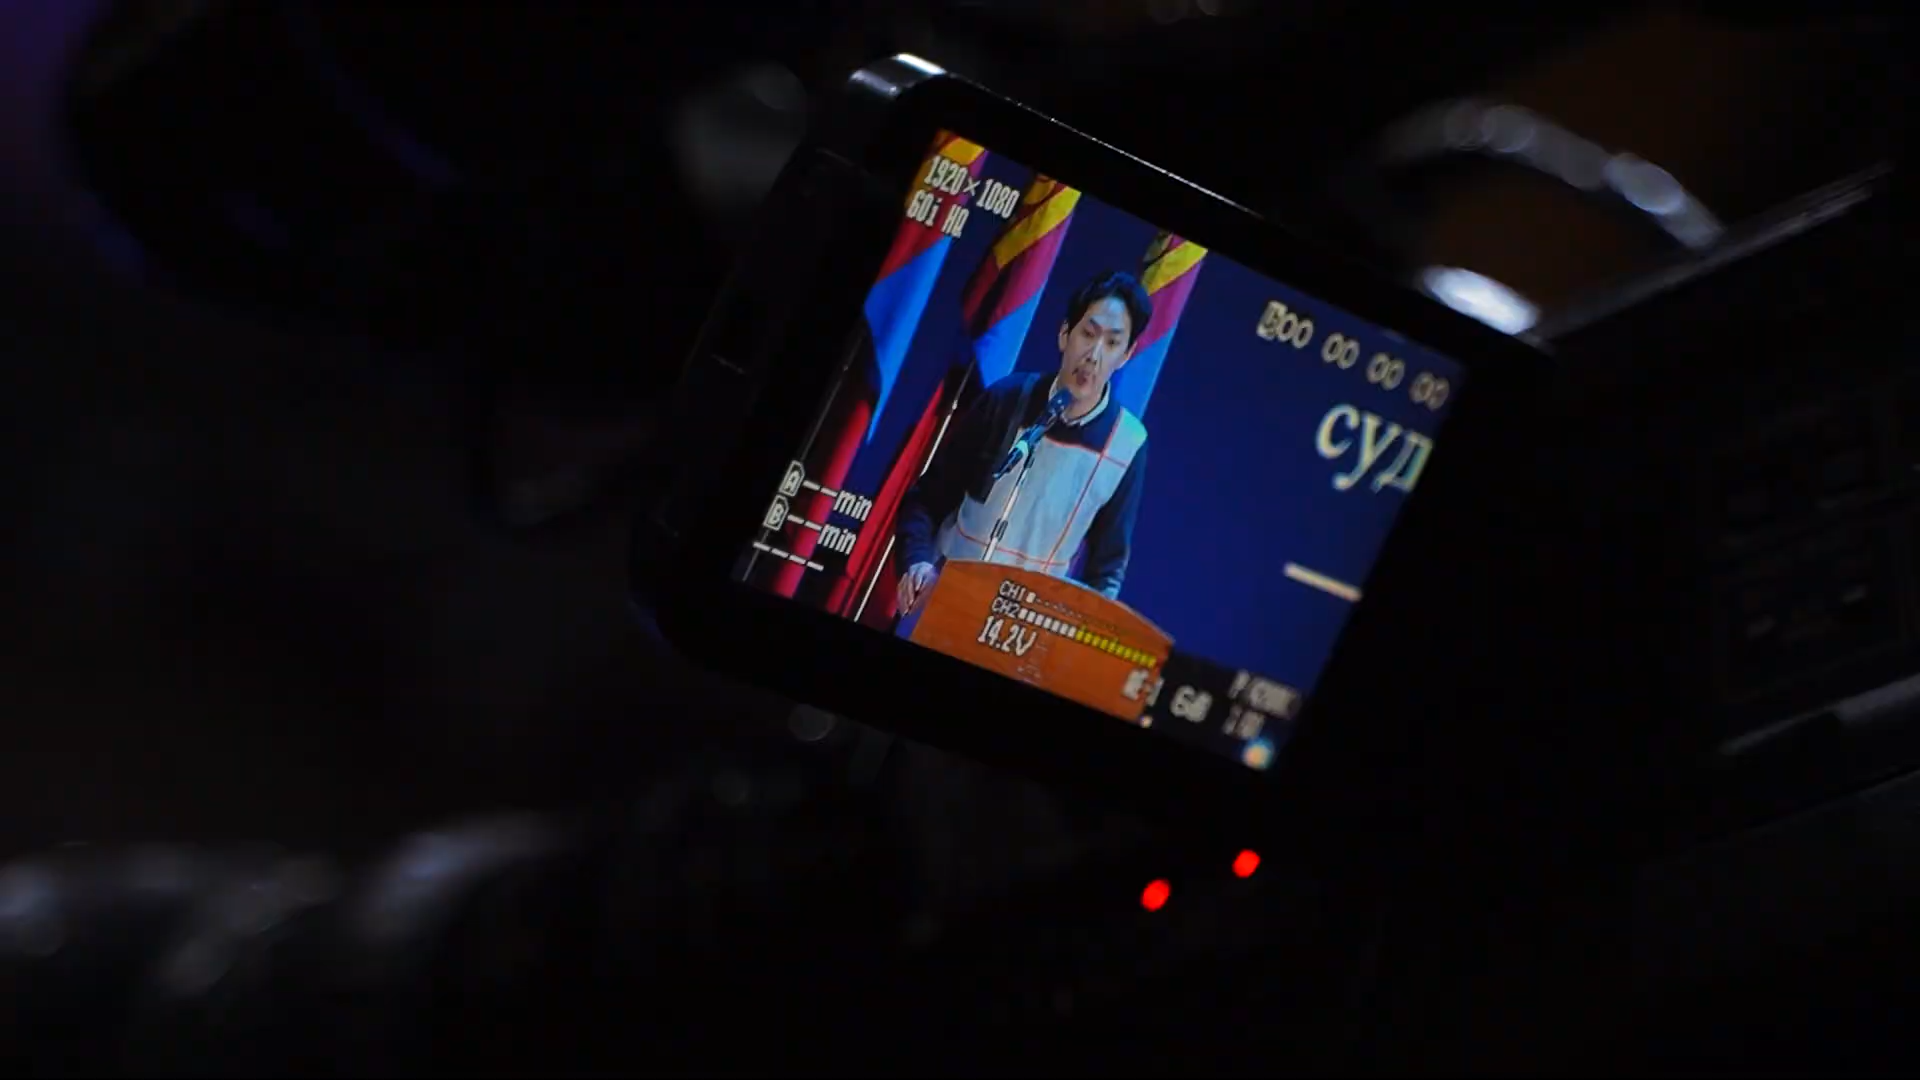 1920×1080
60i HQ
00 00 00 00
суд
A---min
B---min
----
CH1
CH2
14.2V